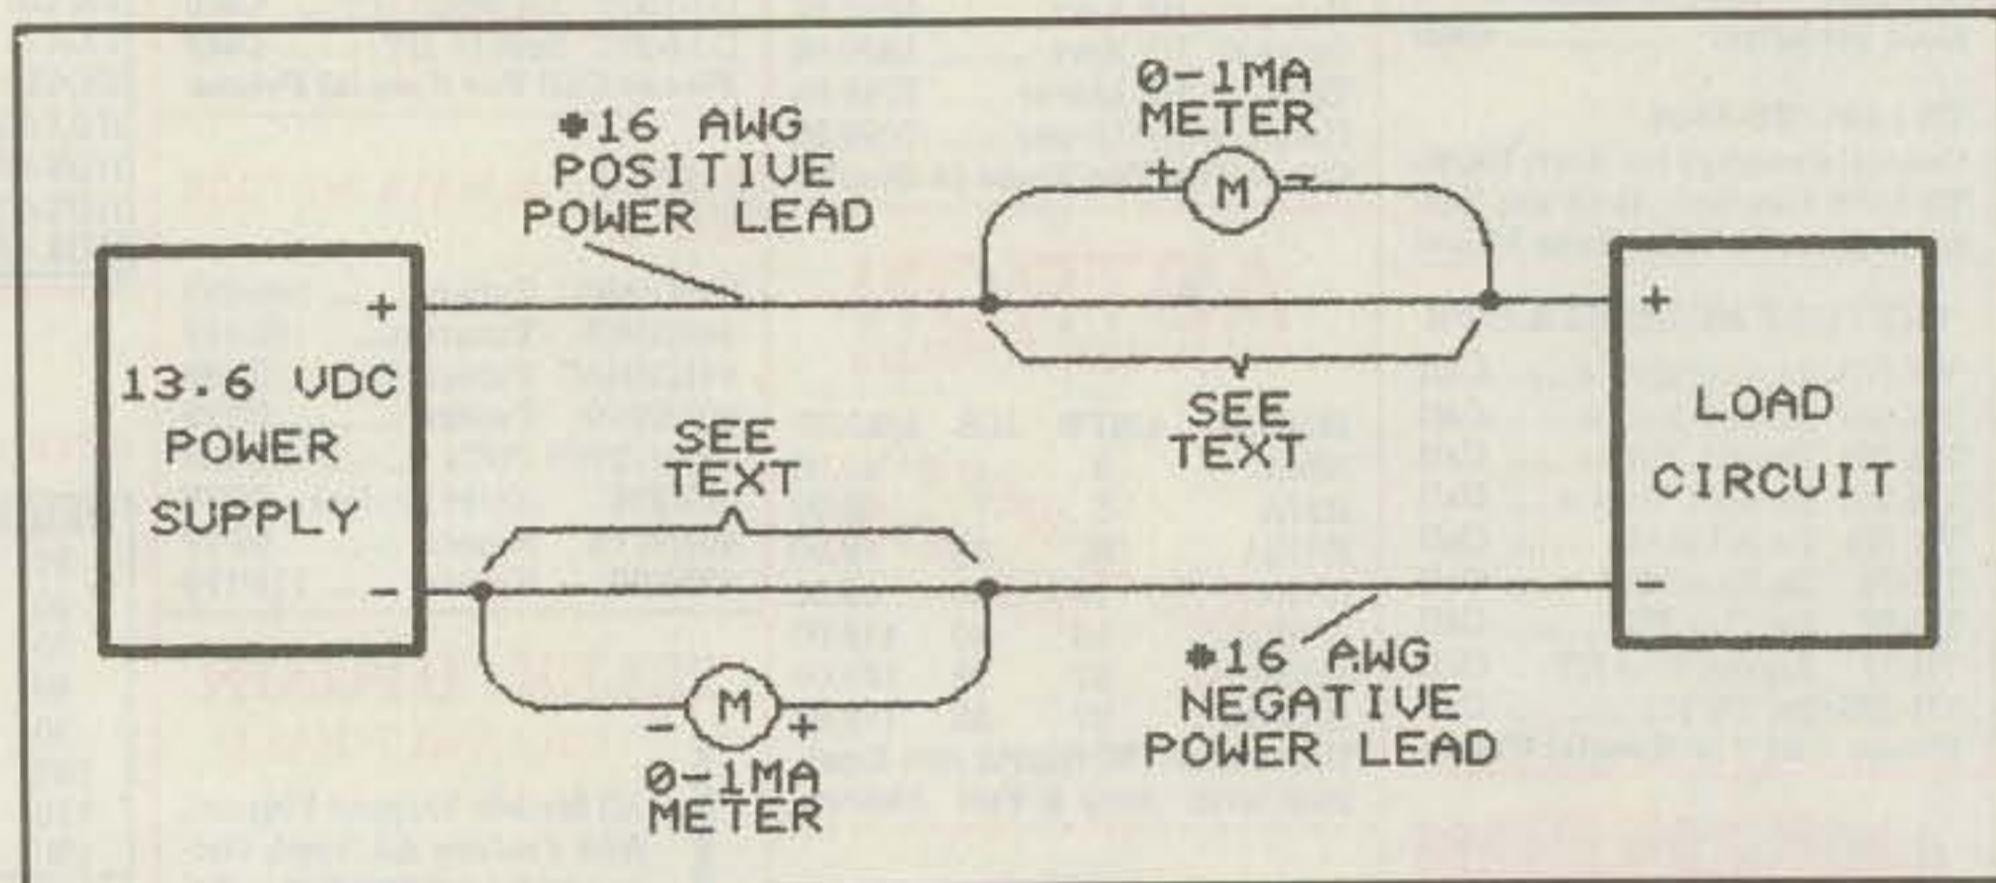 0-1MA
METER
#16 AWG
POSITIVE
POWER LEAD
+ M -
+
+
13.6 VDC
POWER
SUPPLY
-
SEE
TEXT
SEE
TEXT
LOAD
CIRCUIT
-
- M +
0-1MA
METER
#16 AWG
NEGATIVE
POWER LEAD